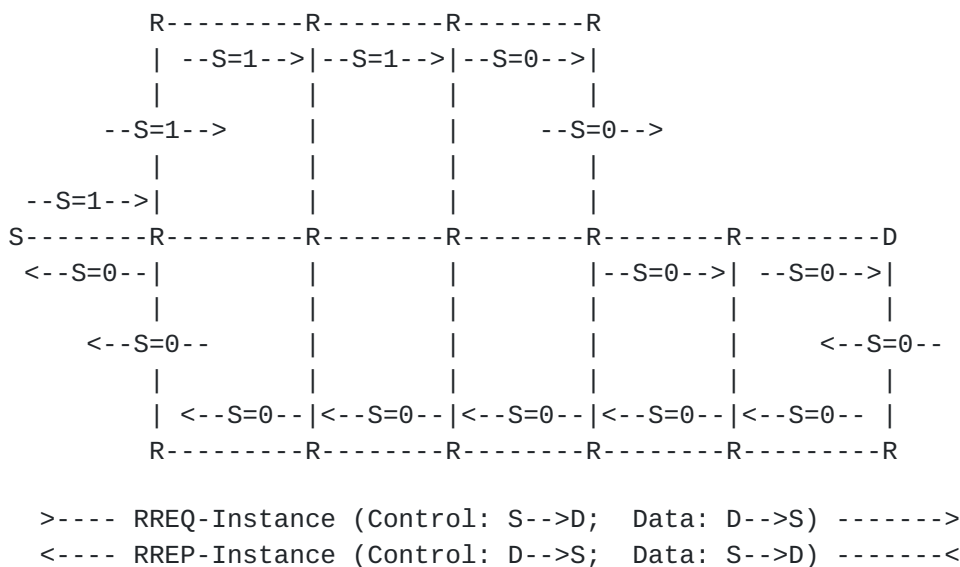 R---------R--------R--------R
| --S=1-->|--S=1-->|--S=0-->|
|         |        |        |
--S=1-->     |        |     --S=0-->
|         |        |        |
--S=1-->|         |        |        |
S--------R---------R--------R--------R--------R---------D
<--S=0--|         |        |        |--S=0-->| --S=0-->|
|         |        |        |        |         |
<--S=0--      |        |        |        |     <--S=0--
|         |        |        |        |         |
| <--S=0--|<--S=0--|<--S=0--|<--S=0--|<--S=0-- |
R---------R--------R--------R--------R---------R
>---- RREQ-Instance (Control: S-->D;  Data: D-->S) ------->
<---- RREP-Instance (Control: D-->S;  Data: S-->D) -------<